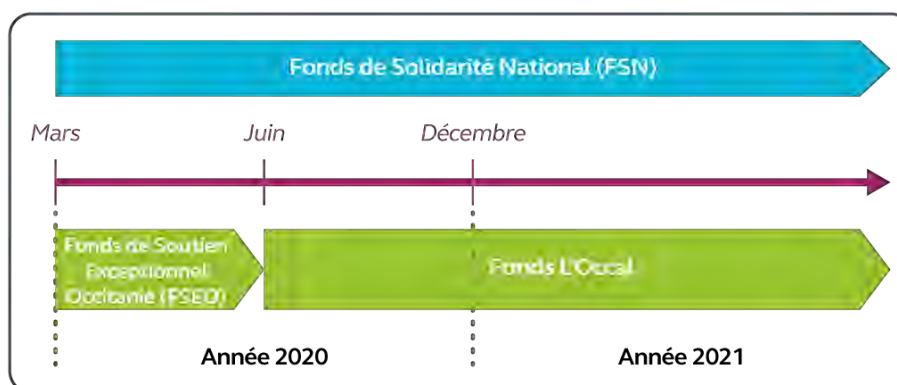 Fonds de Solidarité National (FSN)
Mars Juin Décembre
Fonds de Soutien
Exceptionnel
Occitanie (FSEO)
Fonds L'Occal
Année 2020 Année 2021